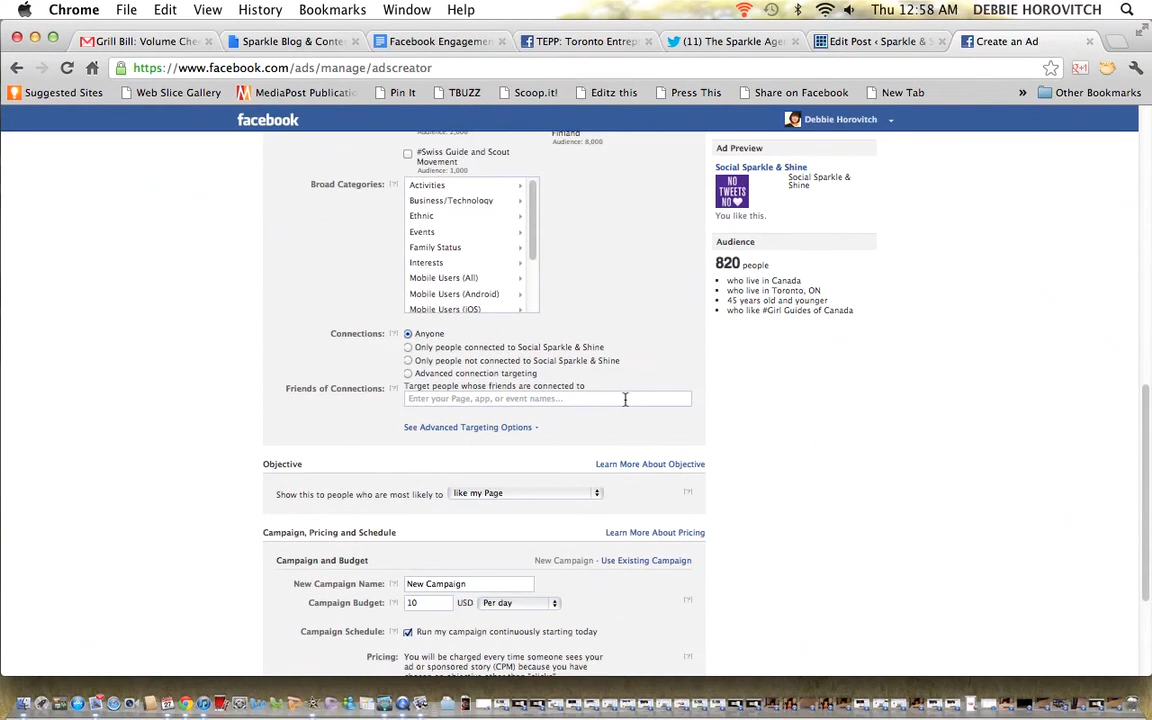 Chrome File Edit View History Bookmarks Window Help Thu 12:58 AM DEBBIE HOROVITCH
Grill Bill: Volume Che Sparkle Blog & Conte Facebook Engagemen TEPP: Toronto Entrep (11) The Sparkle Age Edit Post ‹ Sparkle & S Create an Ad
https://www.facebook.com/ads/manage/adscreator
Suggested Sites Web Slice Gallery MediaPost Publicatio Pin It TBUZZ Scoop.it! Editz this Press This Share on Facebook New Tab » Other Bookmarks
facebook Debbie Horovitch
Audience: 2,000
Finland
Audience: 8,000
#Swiss Guide and Scout
Movement
Audience: 1,000
Broad Categories: [?]
Activities
Business/Technology
Ethnic
Events
Family Status
Interests
Mobile Users (All)
Mobile Users (Android)
Mobile Users (iOS)
Connections: [?] Anyone
Only people connected to Social Sparkle & Shine
Only people not connected to Social Sparkle & Shine
Advanced connection targeting
Friends of Connections: [?] Target people whose friends are connected to
Enter your Page, app, or event names...
See Advanced Targeting Options
Objective Learn More About Objective
Show this to people who are most likely to like my Page [?]
Campaign, Pricing and Schedule Learn More About Pricing
Campaign and Budget New Campaign - Use Existing Campaign
New Campaign Name: [?] New Campaign
Campaign Budget: [?] 10 USD Per day [?]
Campaign Schedule: [?] Run my campaign continuously starting today
Pricing: [?] You will be charged every time someone sees your [?]
ad or sponsored story (CPM) because you have
Ad Preview
Social Sparkle & Shine
NO
TWEETS
NO
Social Sparkle &
Shine
You like this.
Audience
820 people
who live in Canada
who live in Toronto, ON
45 years old and younger
who like #Girl Guides of Canada